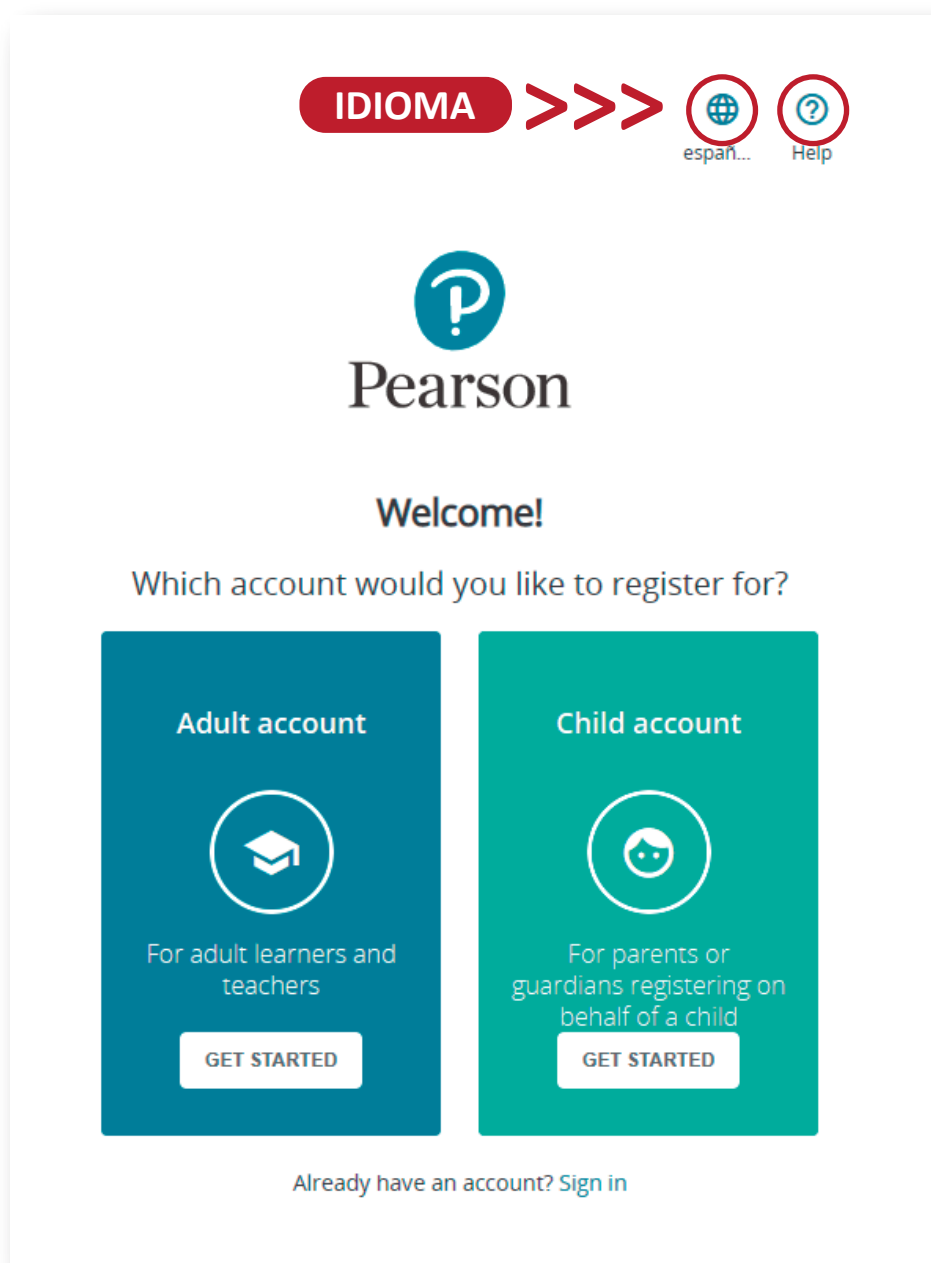 IDIOMA >>>
españ...
Help
Pearson
Welcome!
Which account would you like to register for?
Adult account
For adult learners and
teachers
GET STARTED
Child account
For parents or
guardians registering on
behalf of a child
GET STARTED
Already have an account? Sign in